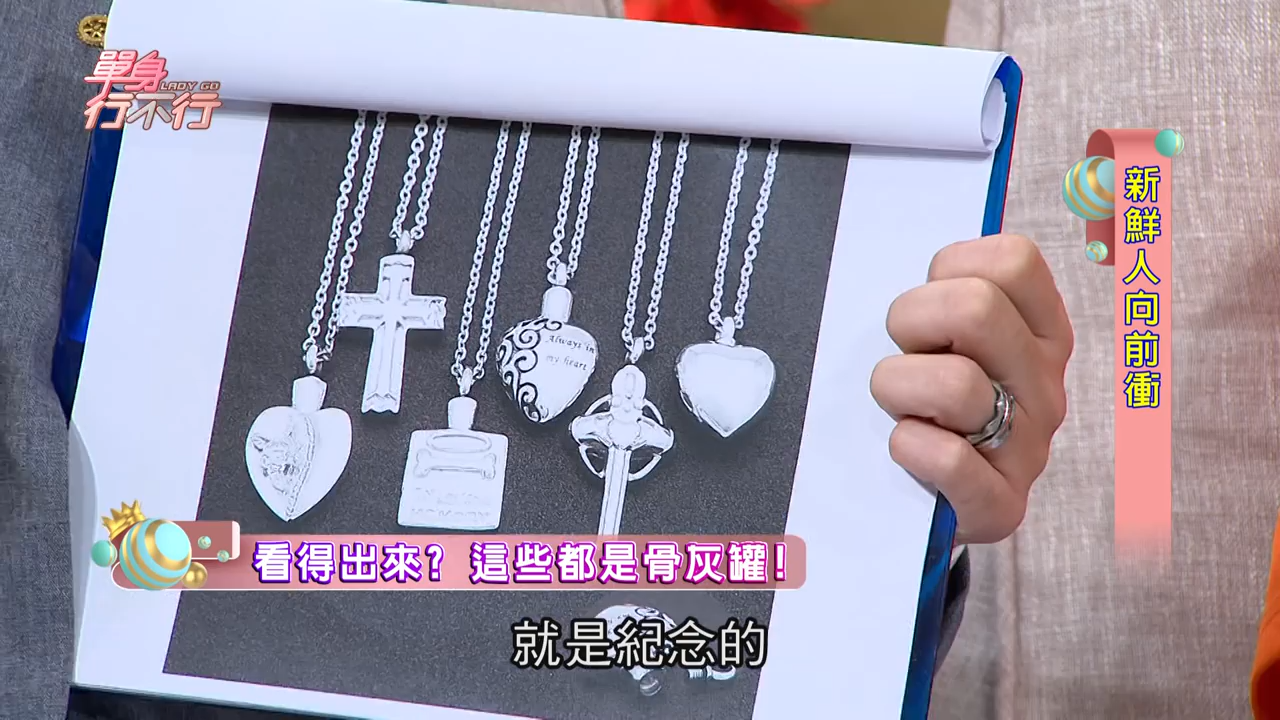 單身
LADY GO
行不行
新鮮人向前衝
Always in
my heart
看得出來？這些都是骨灰罐！
就是紀念的